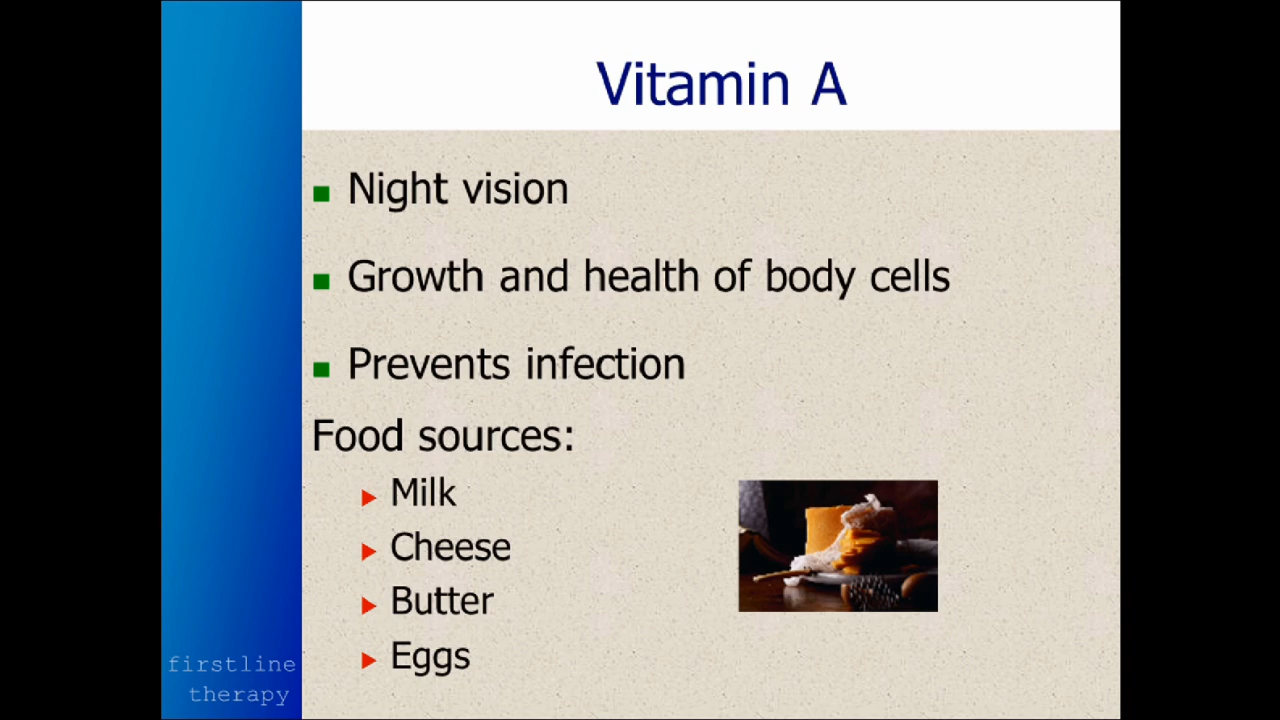 Vitamin A
Night vision
Growth and health of body cells
Prevents infection
Food sources:
Milk
Cheese
Butter
Eggs
firstline
therapy